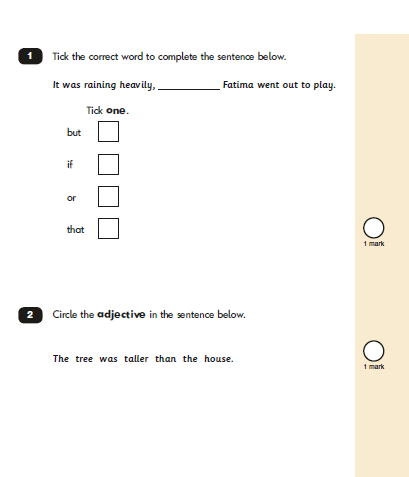 1 Tick the correct word to complete the sentence below.
It was raining heavily, ____________ Fatima went out to play.
Tick one.
but
if
or
that
1 mark
2 Circle the adjective in the sentence below.
The tree was taller than the house.
1 mark